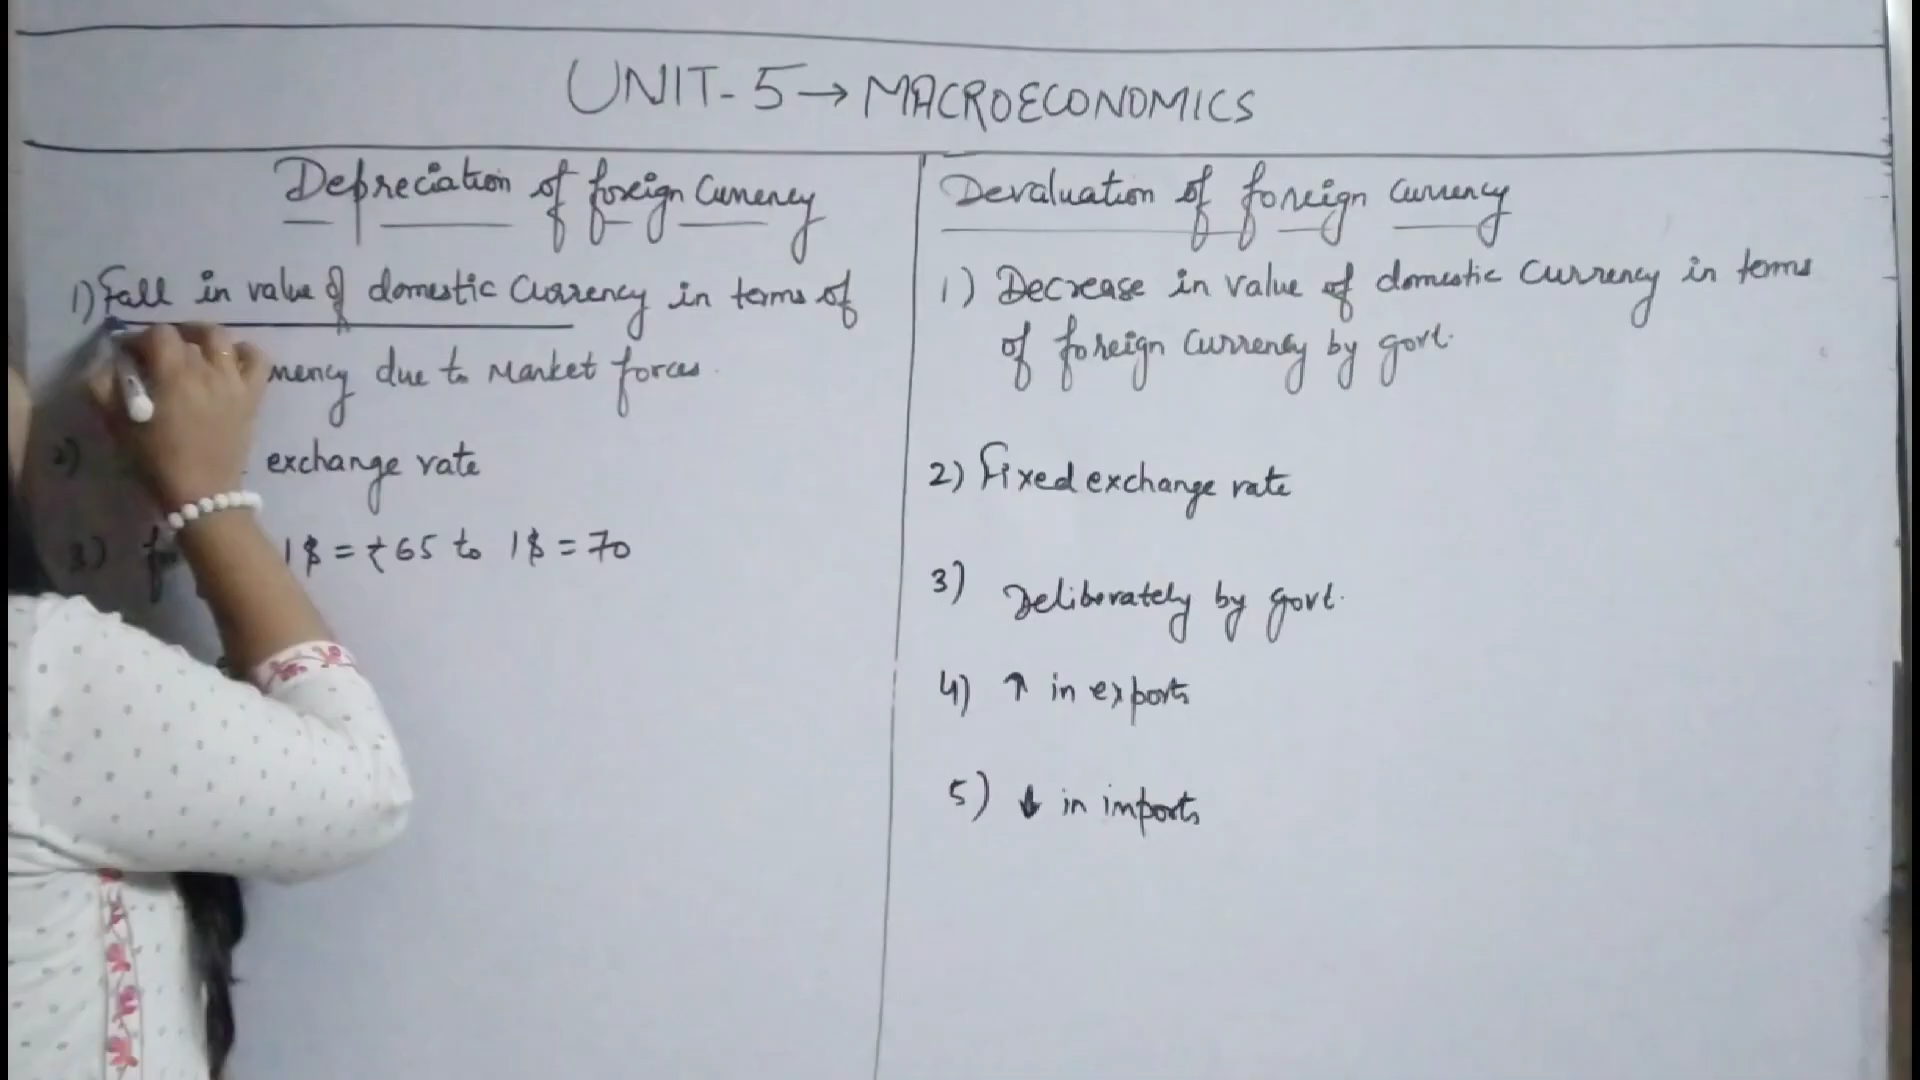 UNIT-5→MACROECONOMICS
Depreciation of foreign Currency
1) Fall in value of domestic Currency in terms of
due to Market forces.
2) exchange rate
3) 1$ = ₹65 to 1$ = 70
Devaluation of foreign Currency
1) Decrease in value of domestic Currency in terms
of foreign Currency by govt.
2) Fixed exchange rate
3) Deliberately by govt.
4) ↑ in exports
5) ↓ in imports